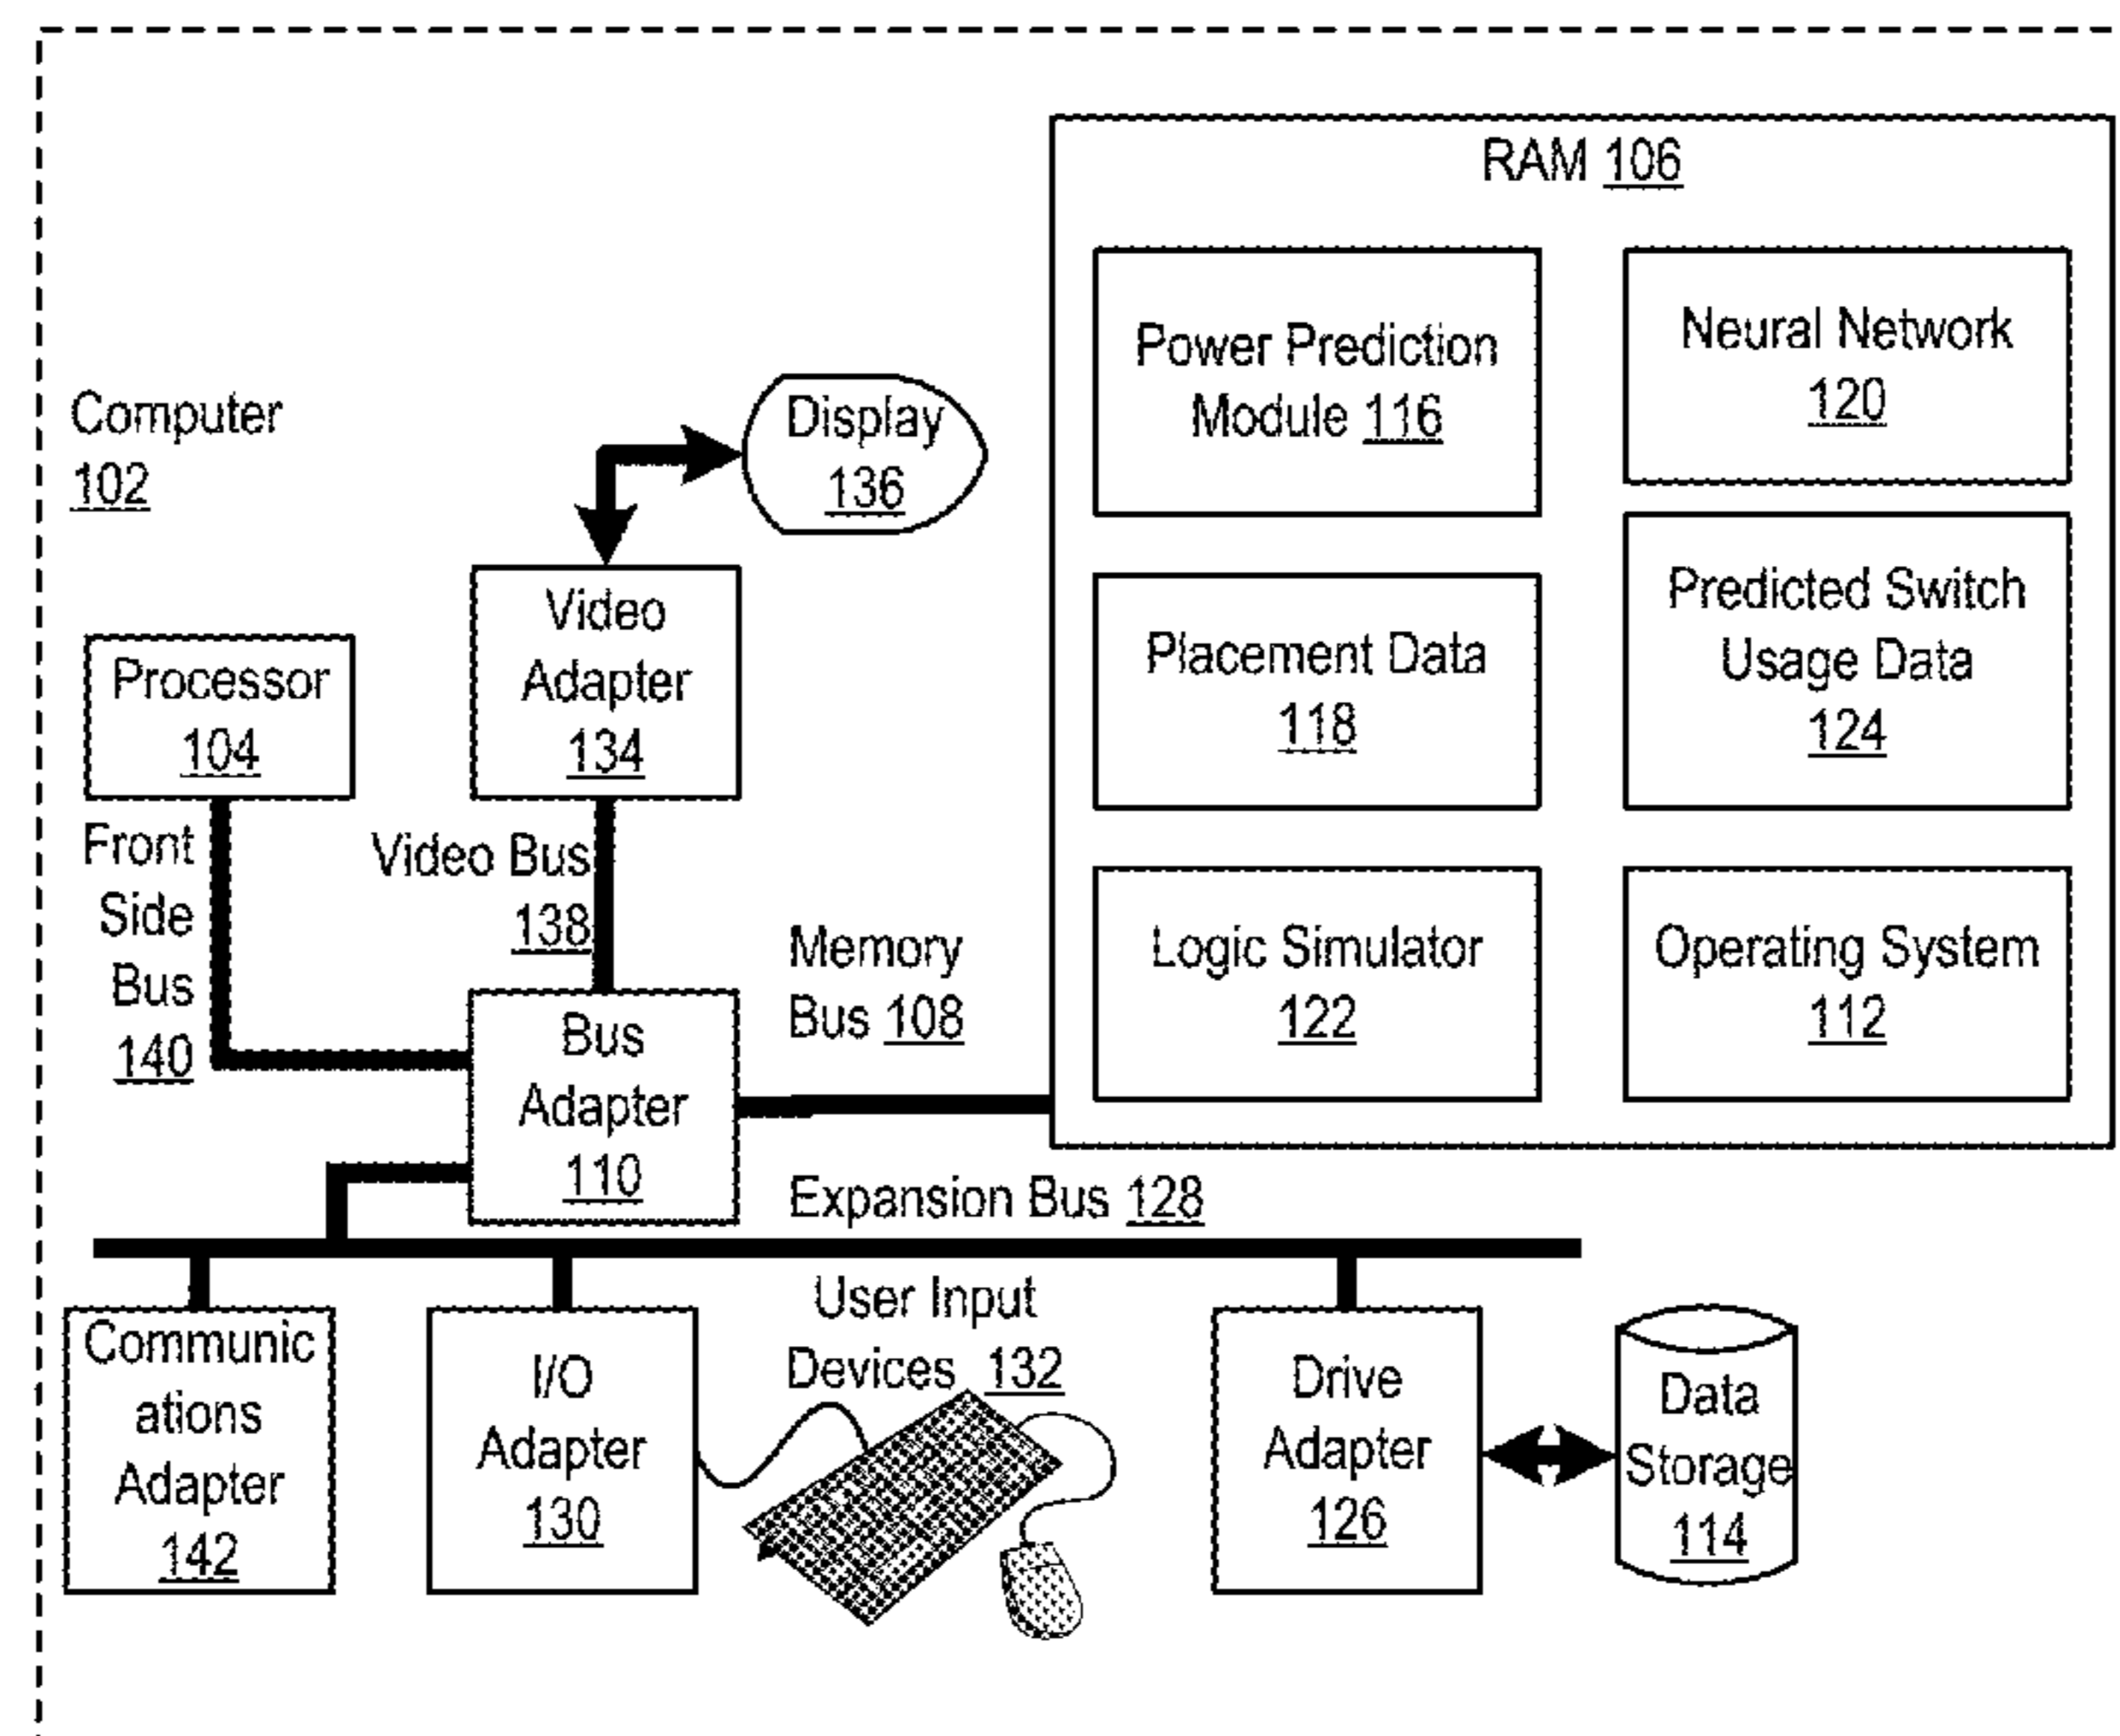 RAM 106
Power Prediction
Module 116
Neural Network
120
Computer
102
Display
136
Placement Data
118
Predicted Switch
Usage Data
124
Processor
104
Video
Adapter
134
Front
Side
Bus
140
Video Bus
138
Memory
Bus 108
Logic Simulator
122
Operating System
112
Bus
Adapter
110
Expansion Bus 128
Communic
ations
Adapter
142
I/O
Adapter
130
User Input
Devices 132
Drive
Adapter
126
Data
Storage
114